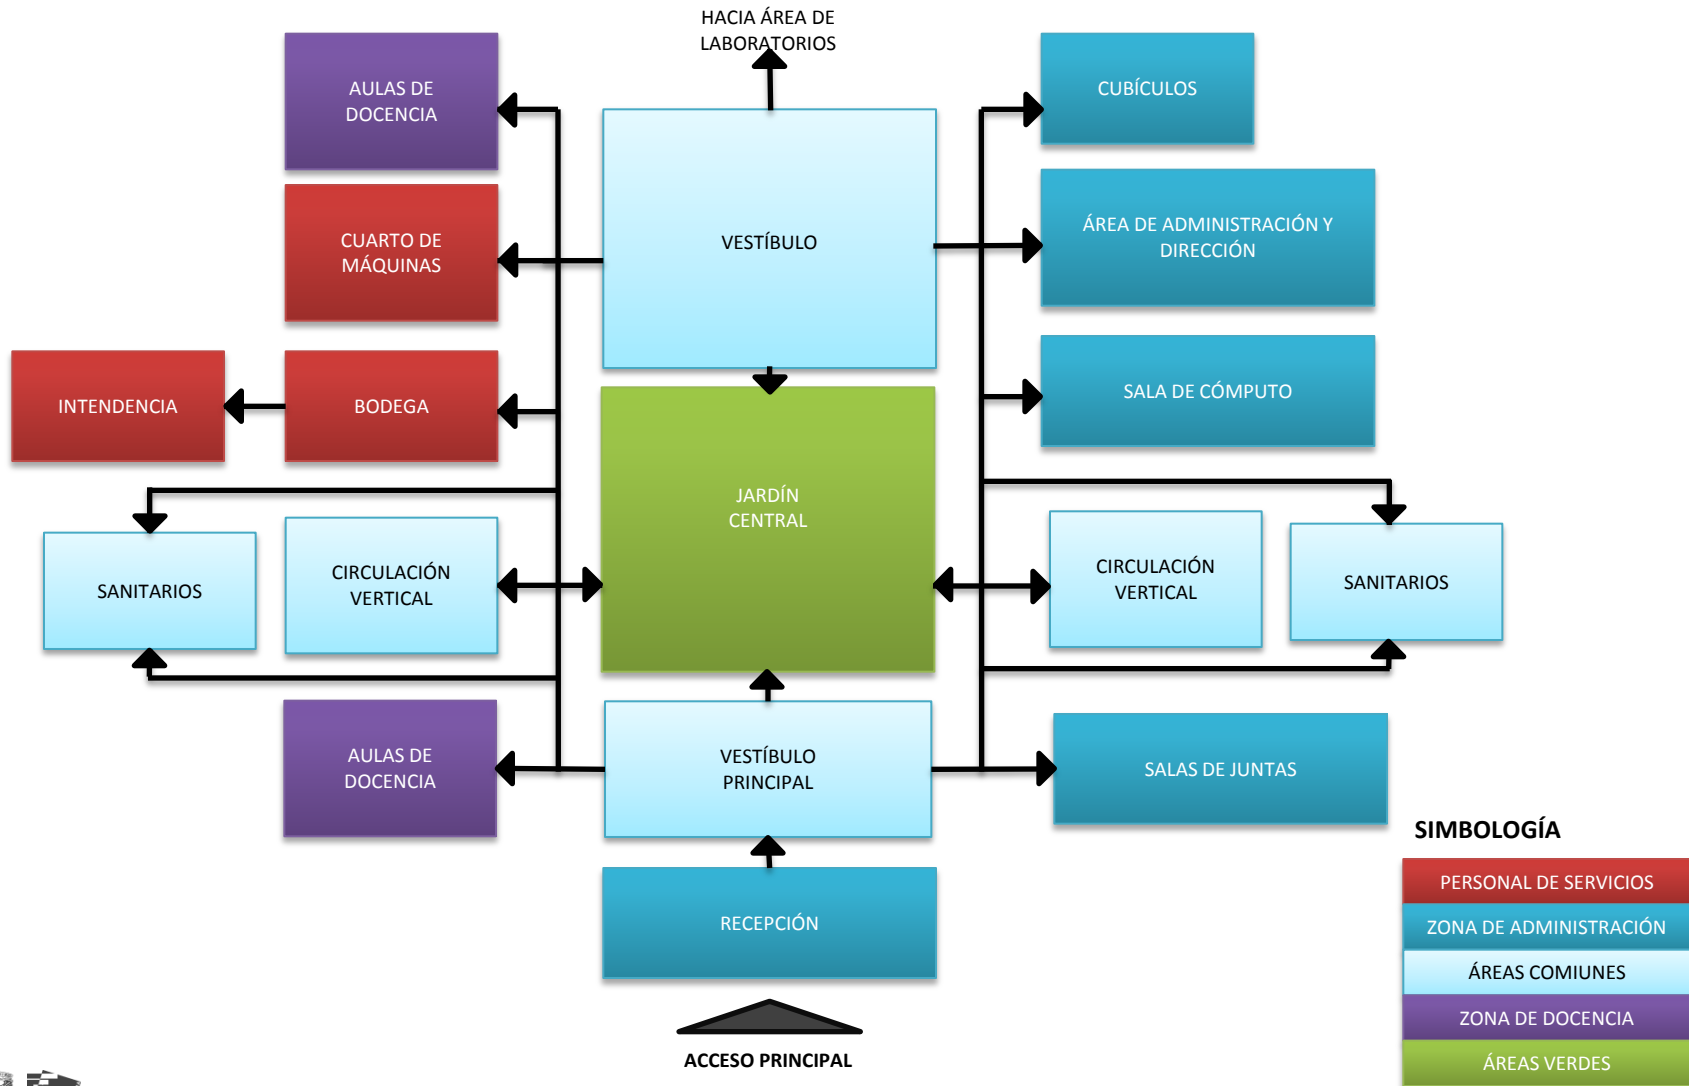 HACIA ÁREA DE
LABORATORIOS
AULAS DE
DOCENCIA
CUBÍCULOS
CUARTO DE
MÁQUINAS
VESTÍBULO
ÁREA DE ADMINISTRACIÓN Y
DIRECCIÓN
INTENDENCIA
BODEGA
SALA DE CÓMPUTO
JARDÍN
CENTRAL
SANITARIOS
CIRCULACIÓN
VERTICAL
CIRCULACIÓN
VERTICAL
SANITARIOS
AULAS DE
DOCENCIA
VESTÍBULO
PRINCIPAL
SALAS DE JUNTAS
RECEPCIÓN
ACCESO PRINCIPAL
SIMBOLOGÍA
PERSONAL DE SERVICIOS
ZONA DE ADMINISTRACIÓN
ÁREAS COMIUNES
ZONA DE DOCENCIA
ÁREAS VERDES